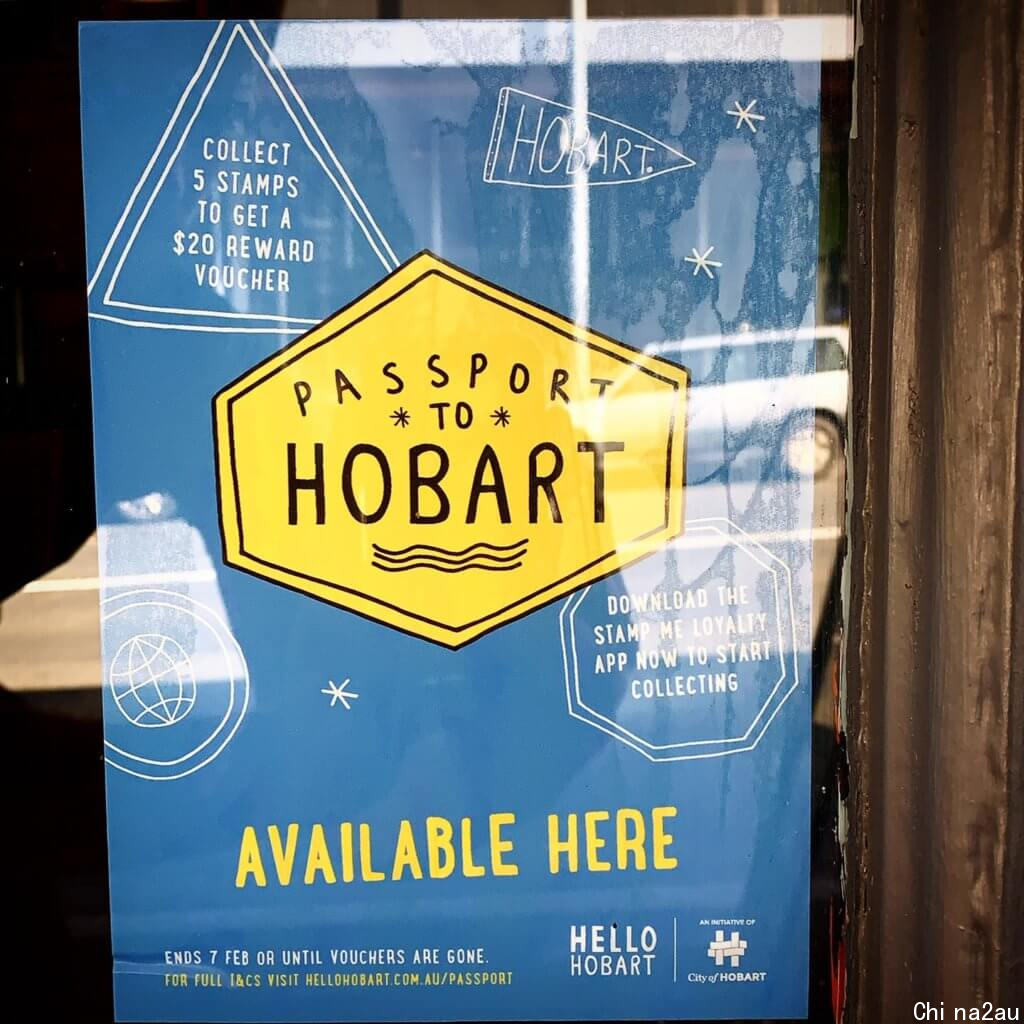 COLLECT
5 STAMPS
TO GET A
$20 REWARD
VOUCHER
HOBART.
PASSPORT
* TO *
HOBART
DOWNLOAD THE
STAMP ME LOYALTY
APP NOW TO START
COLLECTING
AVAILABLE HERE
ENDS 7 FEB OR UNTIL VOUCHERS ARE GONE.
FOR FULL T&CS VISIT HELLOHOBART.COM.AU/PASSPORT
HELLO
HOBART
AN INITIATIVE OF
City of HOBART
Chi na2au